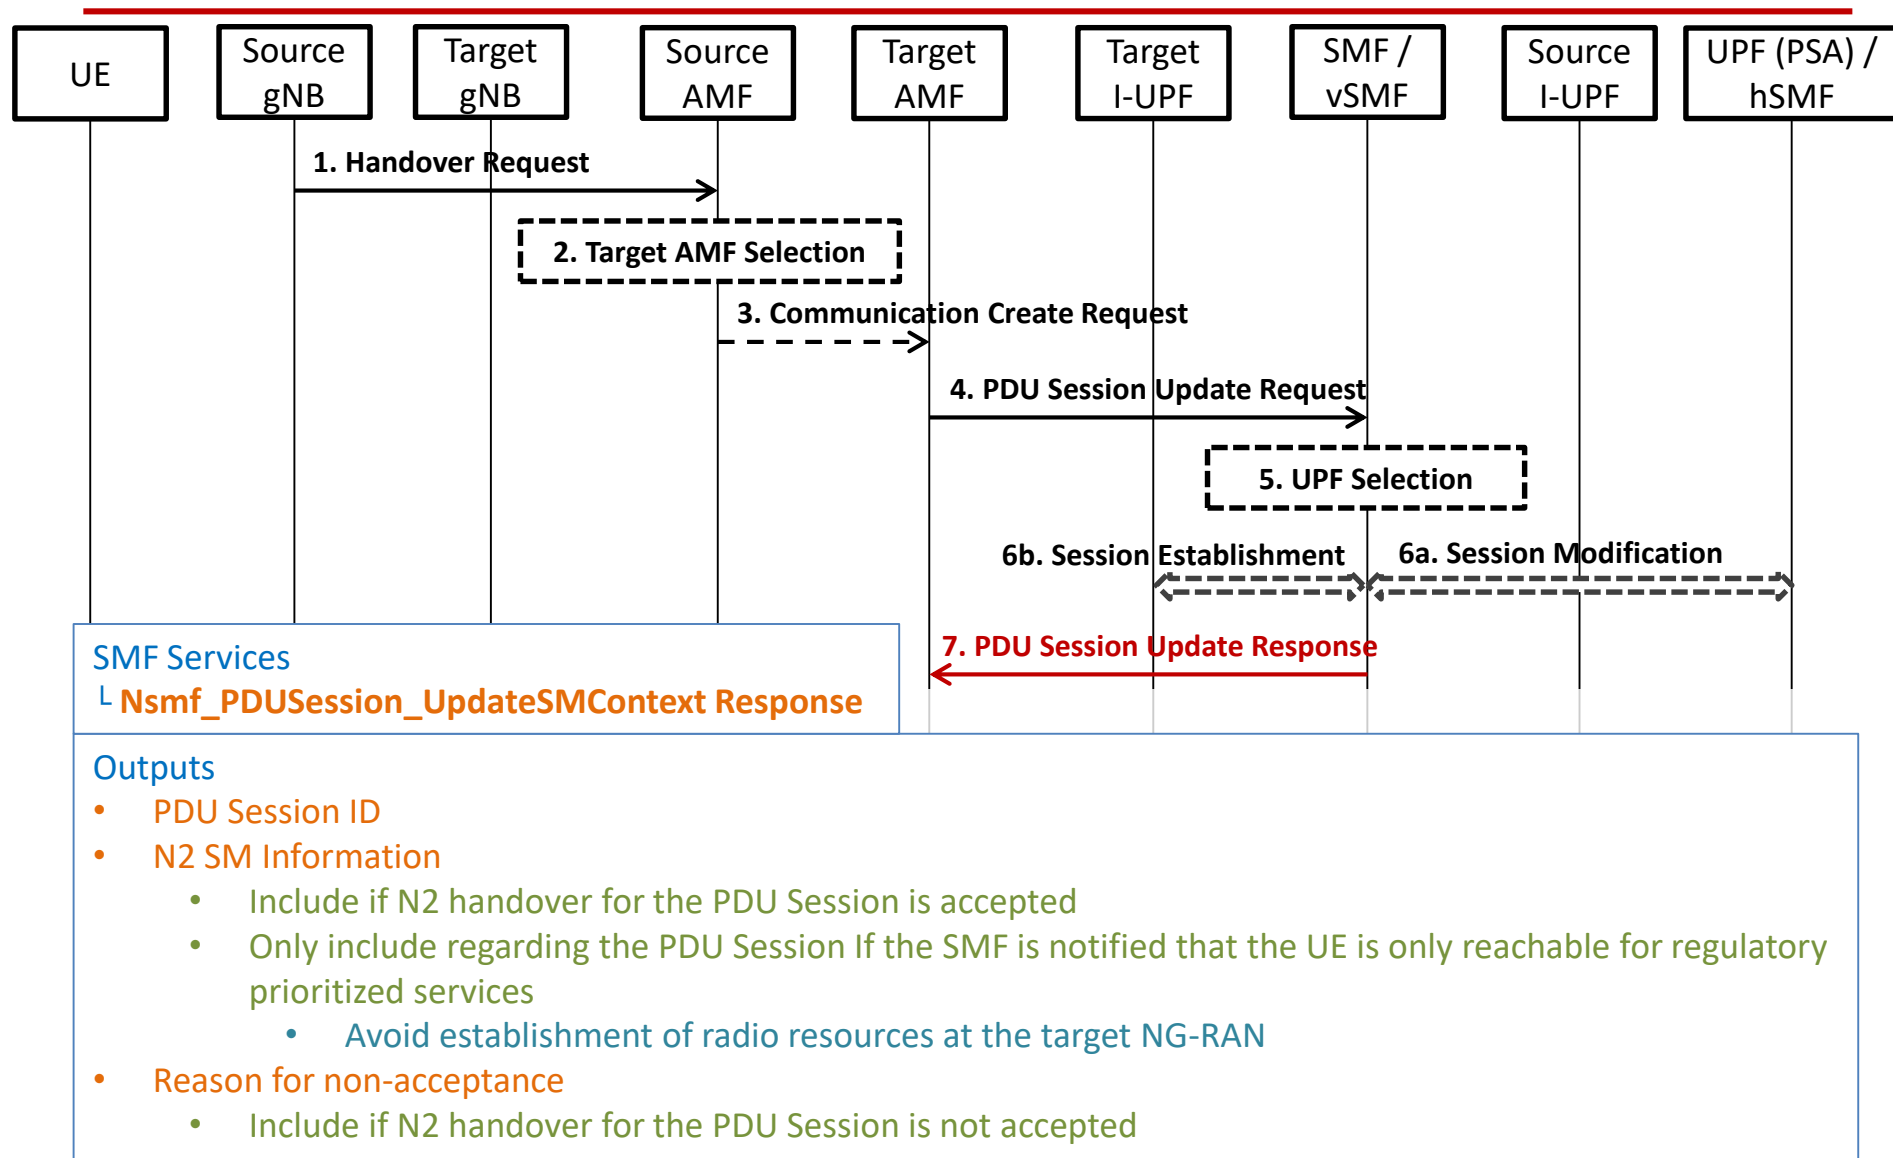 UE
Source
gNB
Target
gNB
Source
AMF
Target
AMF
Target
I-UPF
SMF /
vSMF
Source
I-UPF
UPF (PSA) /
hSMF
1. Handover Request
2. Target AMF Selection
3. Communication Create Request
4. PDU Session Update Request
5. UPF Selection
6b. Session Establishment
6a. Session Modification
7. PDU Session Update Response
SMF Services
└ Nsmf_PDUSession_UpdateSMContext Response
Outputs
• PDU Session ID
• N2 SM Information
• Include if N2 handover for the PDU Session is accepted
• Only include regarding the PDU Session If the SMF is notified that the UE is only reachable for regulatory
prioritized services
• Avoid establishment of radio resources at the target NG-RAN
• Reason for non-acceptance
• Include if N2 handover for the PDU Session is not accepted